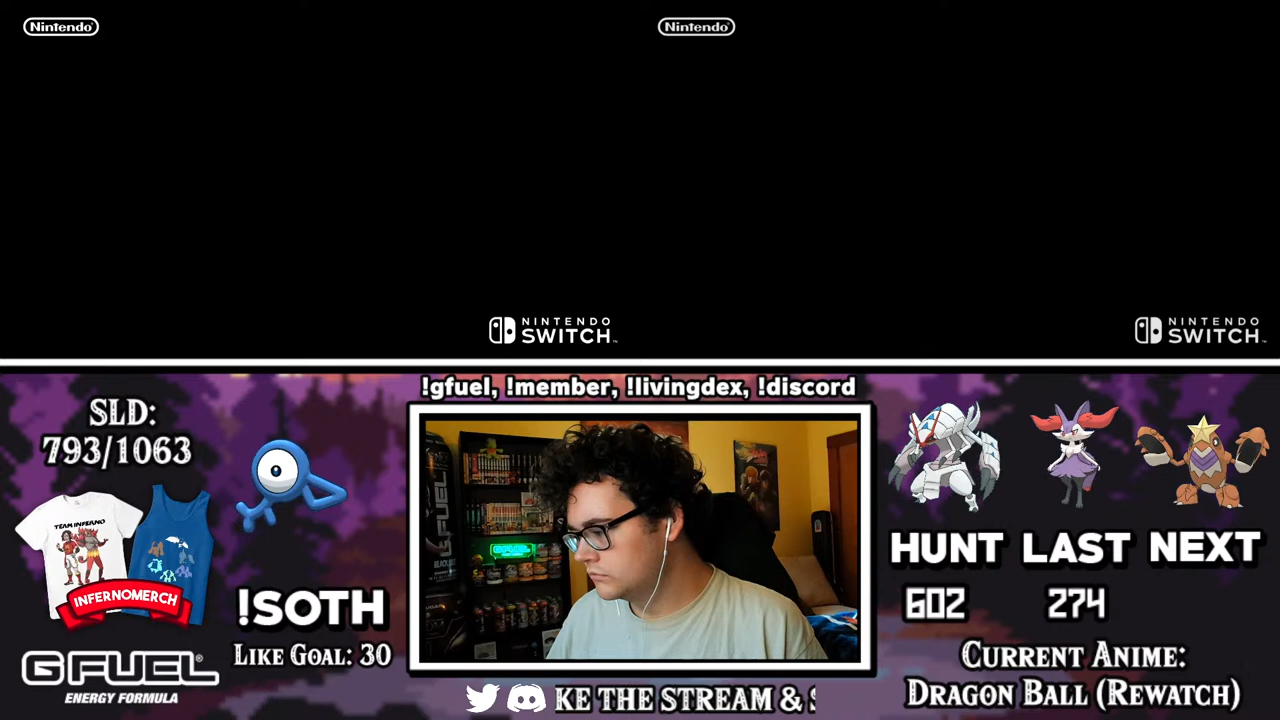 Nintendo
Nintendo
NINTENDO
SWITCH
NINTENDO
SWITCH
!gfuel, !member, !livingdex, !discord
SLD:
793/1063
TEAM INFERNO
INFERNOMERCH
!SOTH
LIKE GOAL: 30
G FUEL®
ENERGY FORMULA
GFUEL
KE THE STREAM &
HUNT LAST NEXT
602 274
CURRENT ANIME:
DRAGON BALL (REWATCH)